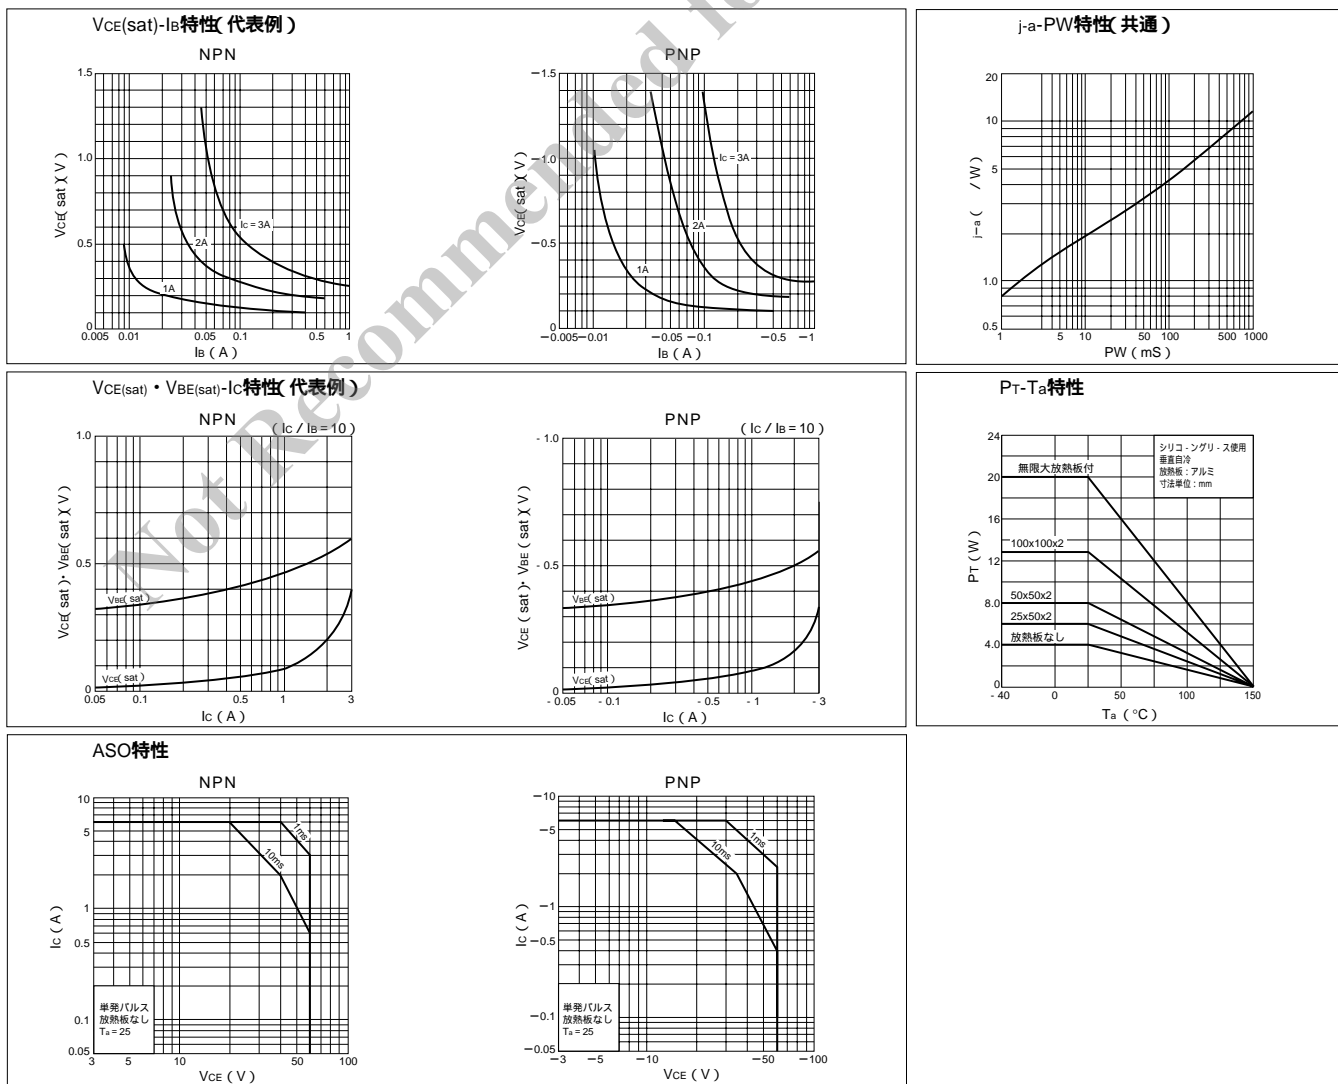 VCE(sat)-IB特性(代表例)
NPN
1.5
1.0
0.5
0
VCE(sat)(V)
IC = 3A
2A
1A
0.005 0.01 0.05 0.1 0.5 1
IB(A)
PNP
−1.5
−1.0
−0.5
0
VCE(sat)(V)
IC = 3A
2A
1A
−0.005 −0.01 −0.05 −0.1 −0.5 −1
IB(A)
j-a-PW特性(共通)
20
10
5
1.0
0.5
j−a( /W)
1 5 10 50 100 500 1000
PW(mS)
VCE(sat)・VBE(sat)-IC特性(代表例)
NPN
(IC / IB = 10)
1.0
0.5
0
VCE(sat)・VBE(sat)(V)
VBE(sat)
VCE(sat)
0.05 0.1 0.5 1 3
IC(A)
PNP
(IC / IB = 10)
- 1.0
- 0.5
0
VCE(sat)・VBE(sat)(V)
VBE(sat)
VCE(sat)
- 0.05 - 0.1 - 0.5 - 1 - 3
IC(A)
PT-Ta特性
24
20
16
12
8.0
4.0
0
PT(W)
シリコ-ングリ-ス使用
垂直自冷
放熱板:アルミ
寸法単位:mm
無限大放熱板付
100x100x2
50x50x2
25x50x2
放熱板なし
- 40 0 50 100 150
Ta(°C)
ASO特性
NPN
10
5
1
0.5
0.1
0.05
IC(A)
1ms
10ms
単発パルス
放熱板なし
Ta = 25
3 5 10 50 100
VCE(V)
PNP
−10
−5
−1
−0.5
−0.1
−0.05
IC(A)
1ms
10ms
単発パルス
放熱板なし
Ta = 25
−3 −5 −10 −50 −100
VCE(V)
Not Recommended f